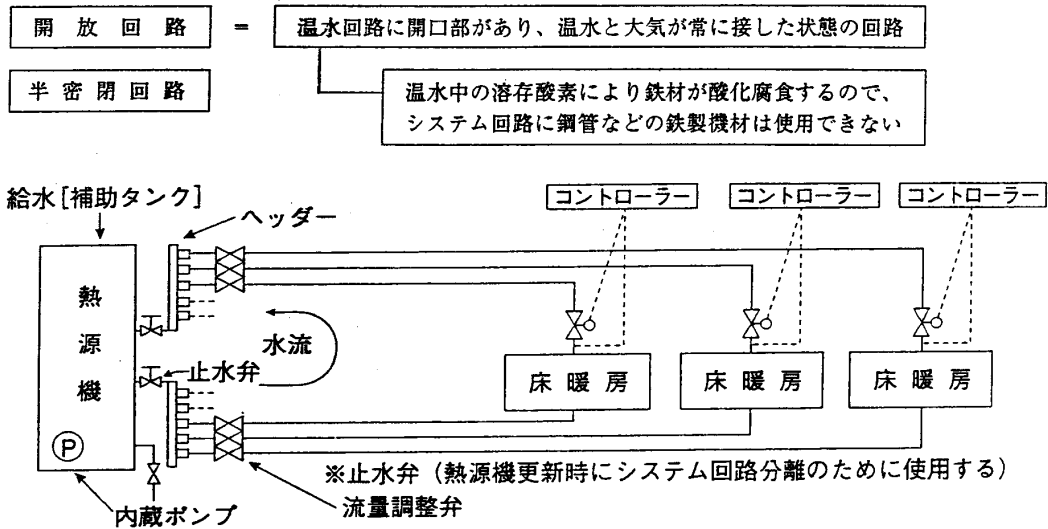 開放回路 = 温水回路に開口部があり、温水と大気が常に接した状態の回路
半密閉回路
温水中の溶存酸素により鉄材が酸化腐食するので、
システム回路に鋼管などの鉄製機材は使用できない
給水[補助タンク]
ヘッダー
コントローラー
コントローラー
コントローラー
熱源機
水流
止水弁
床暖房
床暖房
床暖房
P
※止水弁（熱源機更新時にシステム回路分離のために使用する）
流量調整弁
内蔵ポンプ